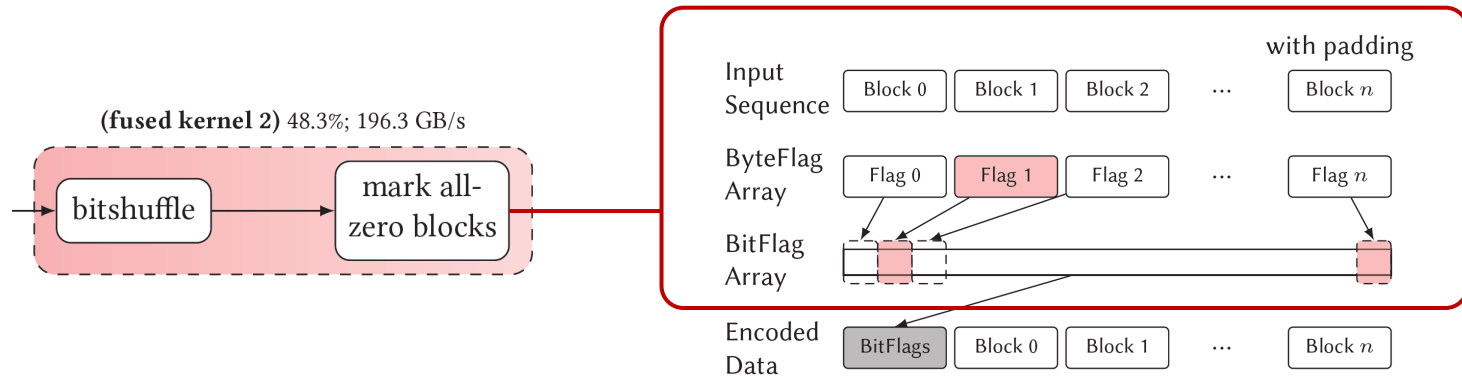 (fused kernel 2) 48.3%; 196.3 GB/s
bitshuffle
mark all-
zero blocks
with padding
Input
Sequence
Block 0 Block 1 Block 2 ... Block n
ByteFlag
Array
Flag 0 Flag 1 Flag 2 ... Flag n
BitFlag
Array
Encoded
Data
BitFlags Block 0 Block 1 ... Block n